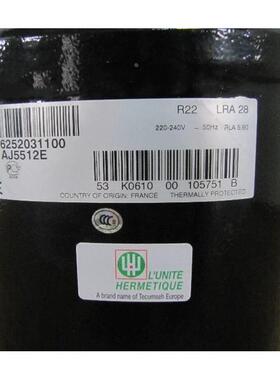 R22 LRA 28
6252031100
220-240V ~ 50Hz RLA 5.60
AJ5512E
53 K0610 00 105751 B
COUNTRY OF ORIGIN: FRANCE THERMALLY PROTECTED
CCC
L'UNITE
HERMETIQUE
A brand name of Tecumseh Europe